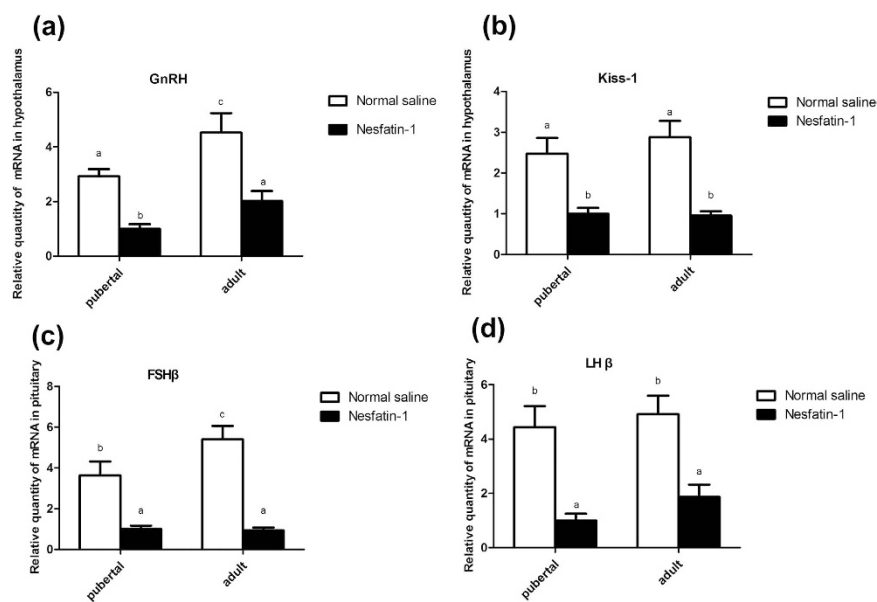 (a)
GnRH
Relative quautity of mRNA in hypothalamus
6
4
2
0
a
b
c
a
pubertal
adult
Normal saline
Nesfatin-1
(b)
Kiss-1
Relative quautity of mRNA in hypothalamus
4
3
2
1
0
a
b
a
b
pubertal
adult
Normal saline
Nesfatin-1
(c)
FSHβ
Relative quantity of mRNA in pituitary
8
6
4
2
0
b
a
c
a
pubertal
adult
Normal saline
Nesfatin-1
(d)
LH β
Relative quantity of mRNA in pituitary
6
4
2
0
b
a
b
a
pubertal
adult
Normal saline
Nesfatin-1